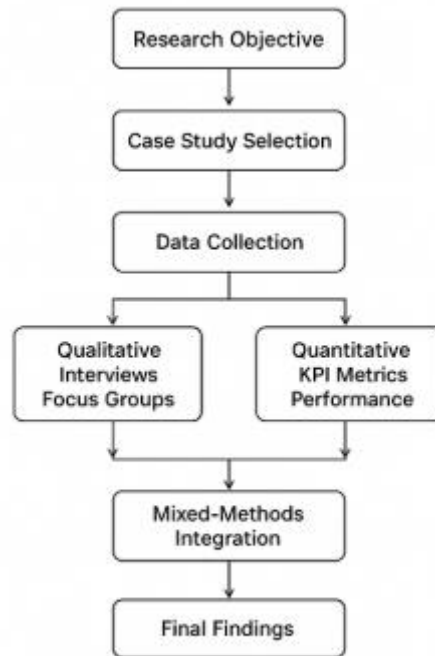 Research Objective
Case Study Selection
Data Collection
Qualitative
Interviews
Focus Groups
Quantitative
KPI Metrics
Performance
Mixed-Methods
Integration
Final Findings